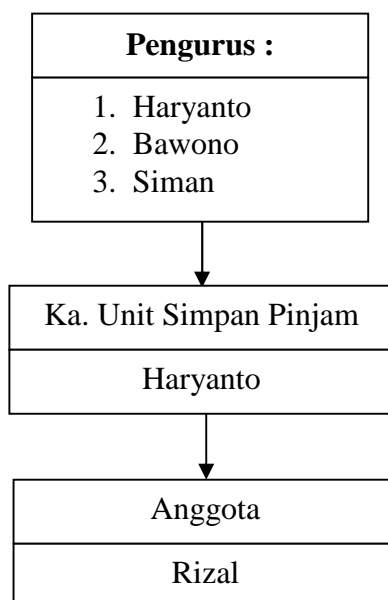 Pengurus :
1. Haryanto
2. Bawono
3. Siman
Ka. Unit Simpan Pinjam
Haryanto
Anggota
Rizal